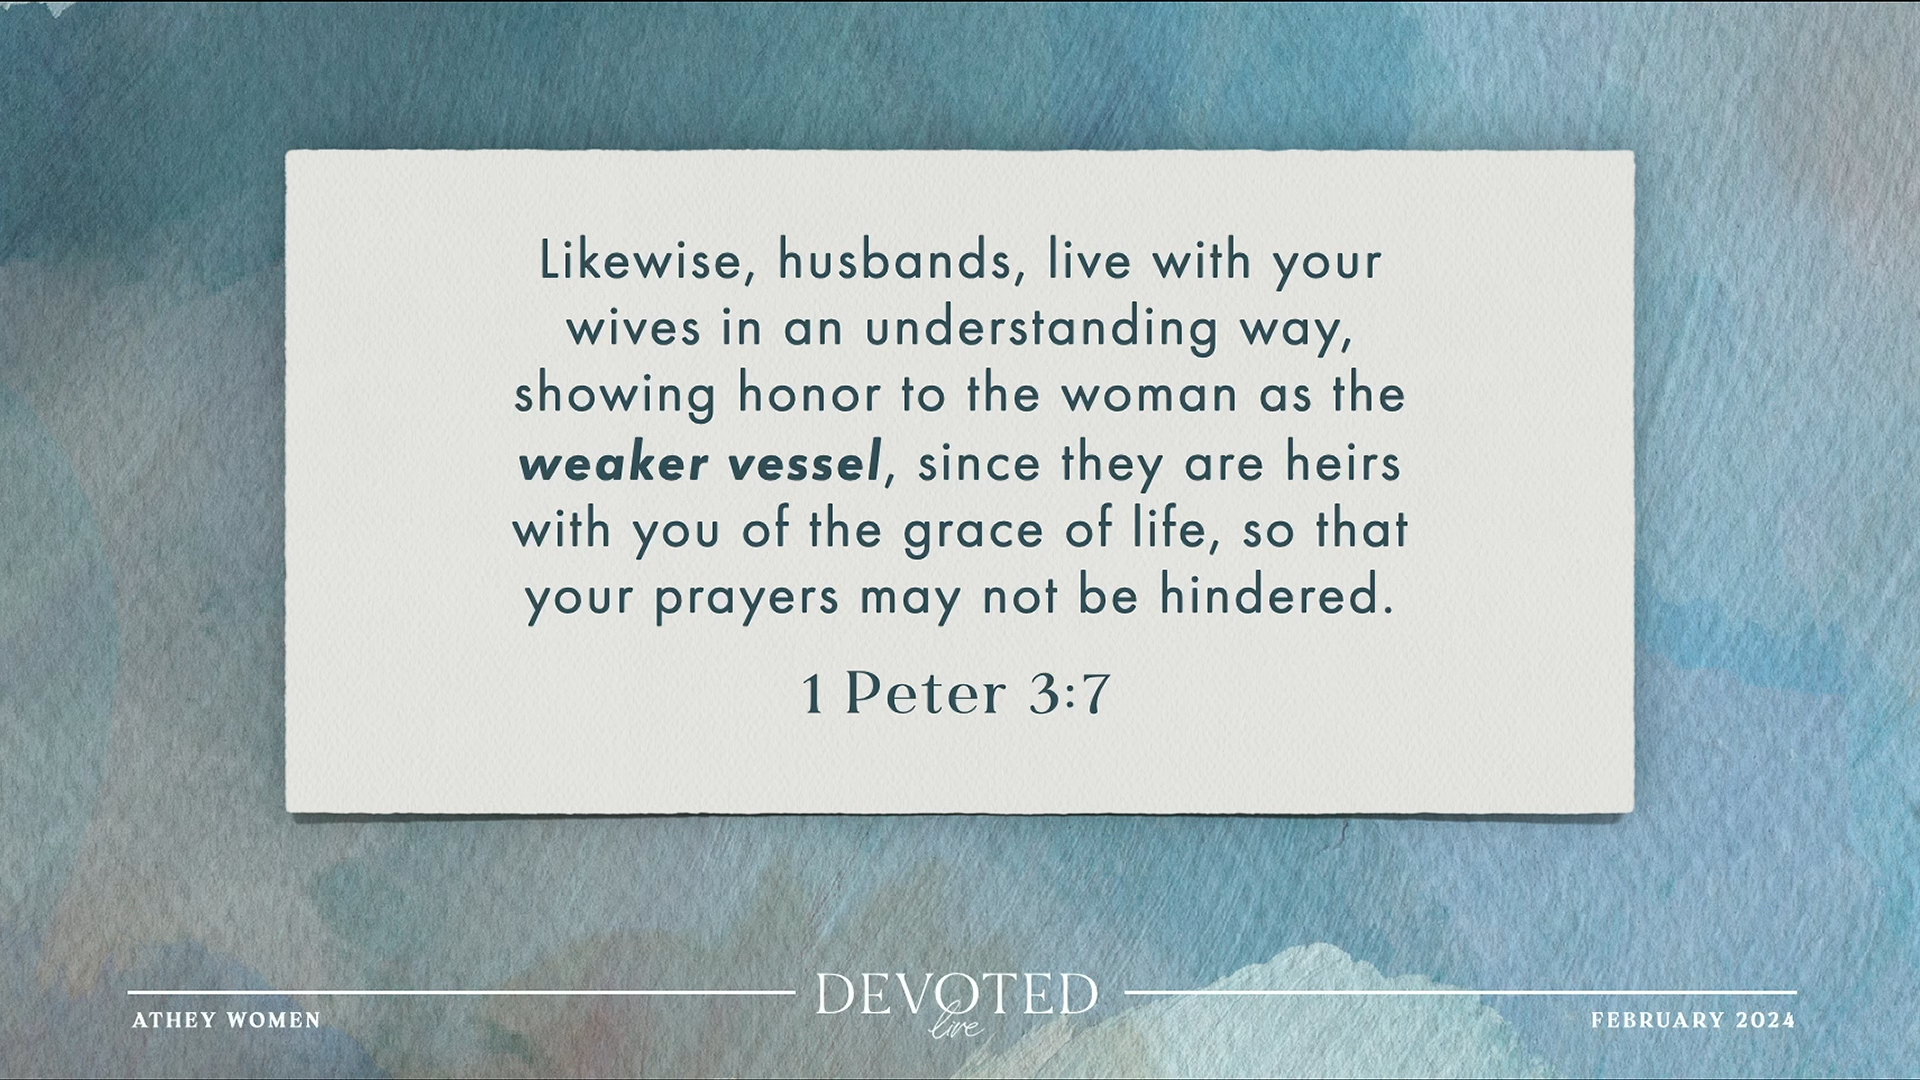 Likewise, husbands, live with your
wives in an understanding way,
showing honor to the woman as the
weaker vessel, since they are heirs
with you of the grace of life, so that
your prayers may not be hindered.
1 Peter 3:7
DEVOTED
live
ATHEY WOMEN
FEBRUARY 2024